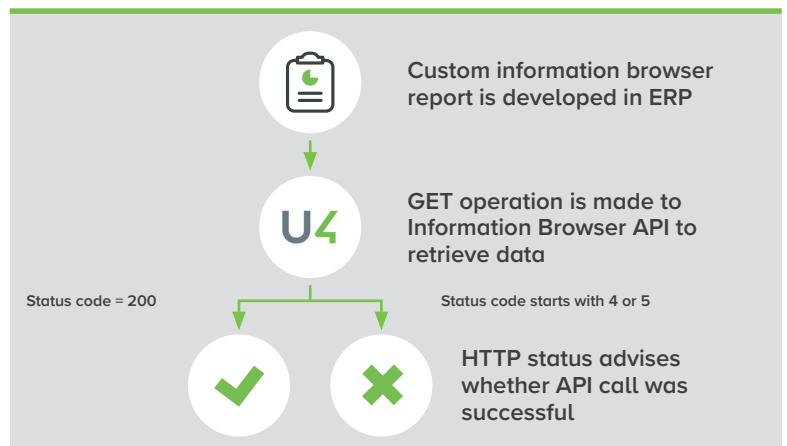 Custom information browser
report is developed in ERP
U4
GET operation is made to
Information Browser API to
retrieve data
Status code = 200
Status code starts with 4 or 5
HTTP status advises
whether API call was
successful